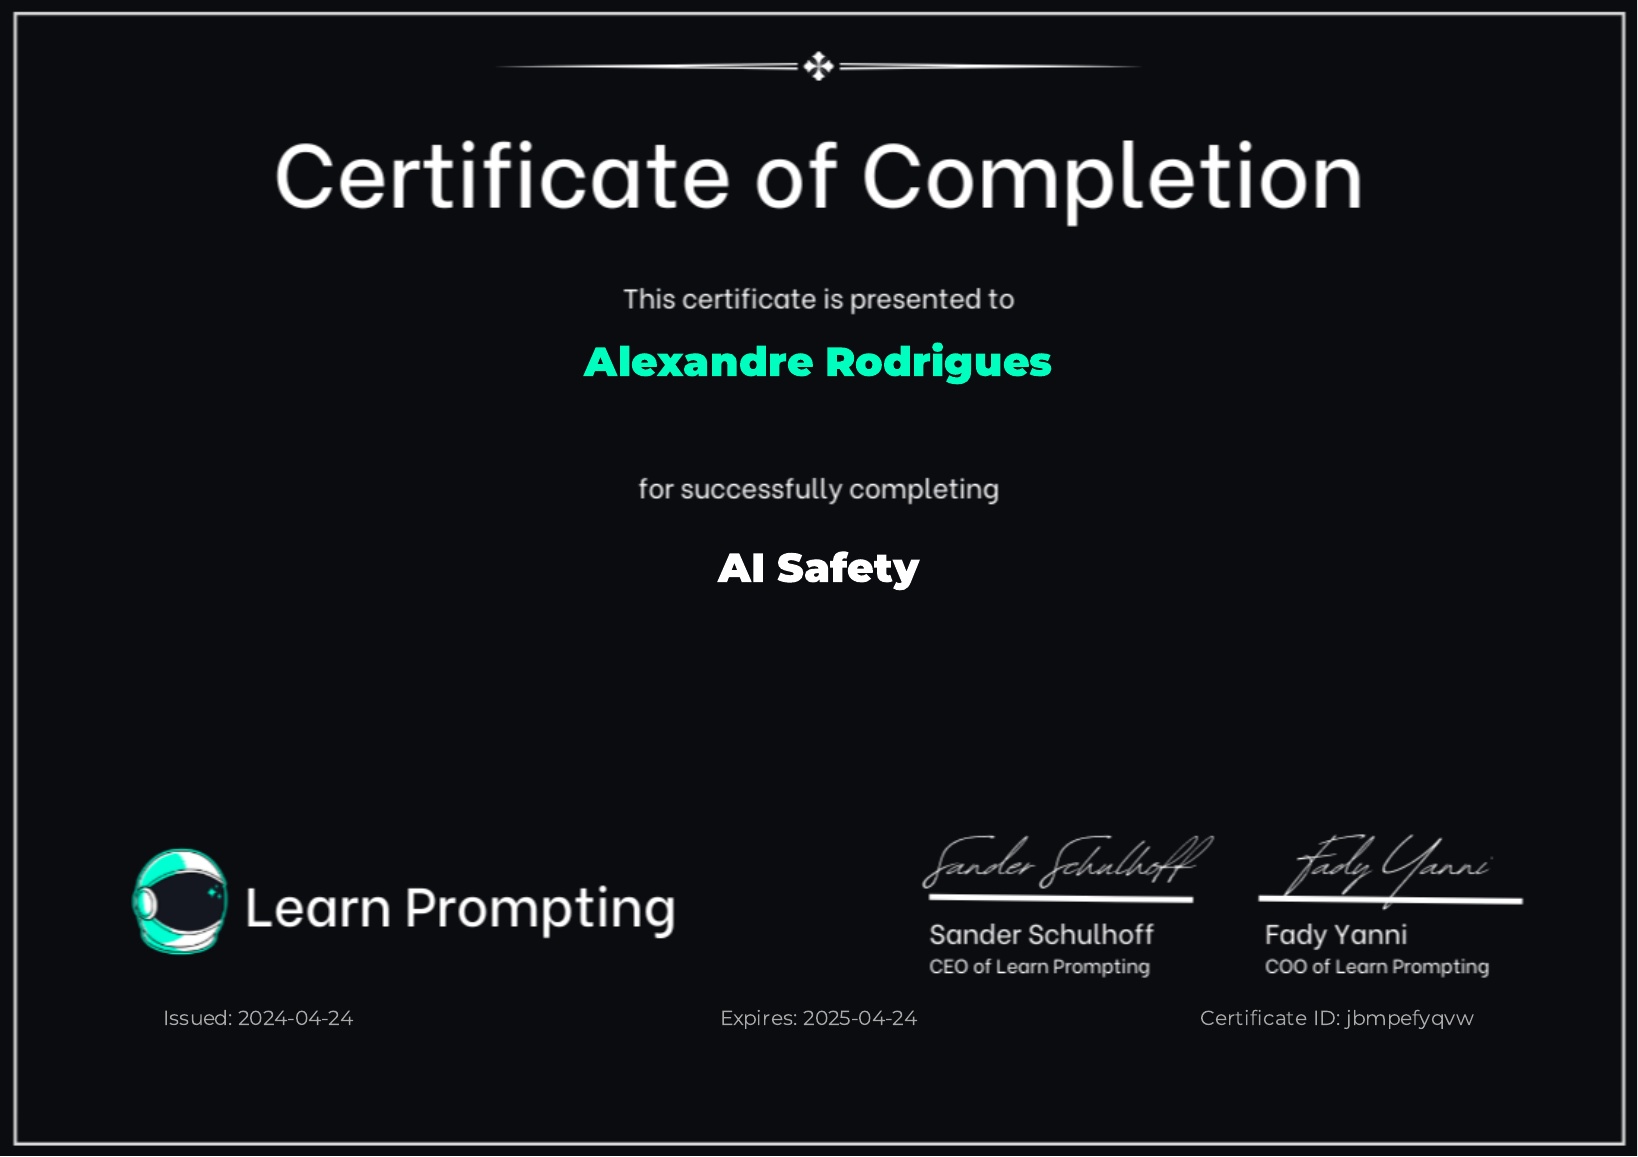 Certificate of Completion
This certificate is presented to
Alexandre Rodrigues
for successfully completing
AI Safety
Learn Prompting
Sander Schulhoff
Sander Schulhoff
CEO of Learn Prompting
Fady Yanni
Fady Yanni
COO of Learn Prompting
Issued: 2024-04-24
Expires: 2025-04-24
Certificate ID: jbmpefyqvw